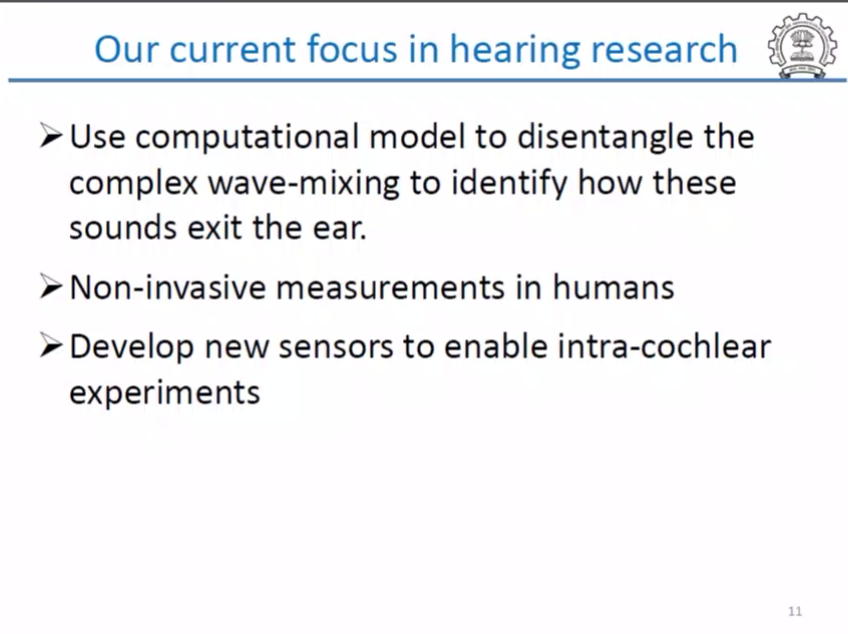 Our current focus in hearing research
➢ Use computational model to disentangle the
complex wave-mixing to identify how these
sounds exit the ear.
➢ Non-invasive measurements in humans
➢ Develop new sensors to enable intra-cochlear
experiments
11